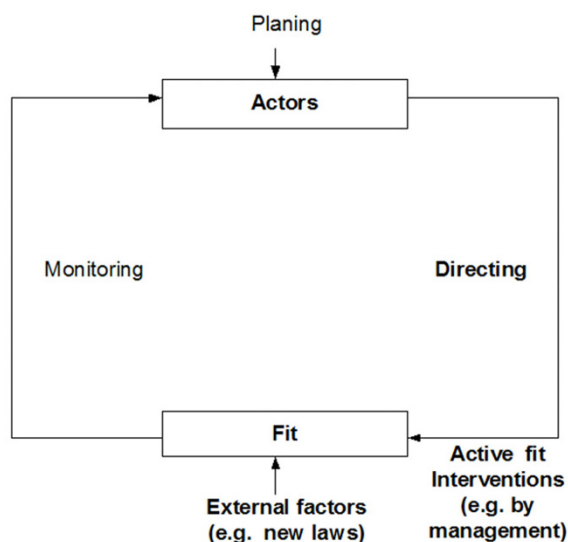 Planing
Actors
Monitoring
Directing
Fit
Active fit
Interventions
(e.g. by
management)
External factors
(e.g. new laws)